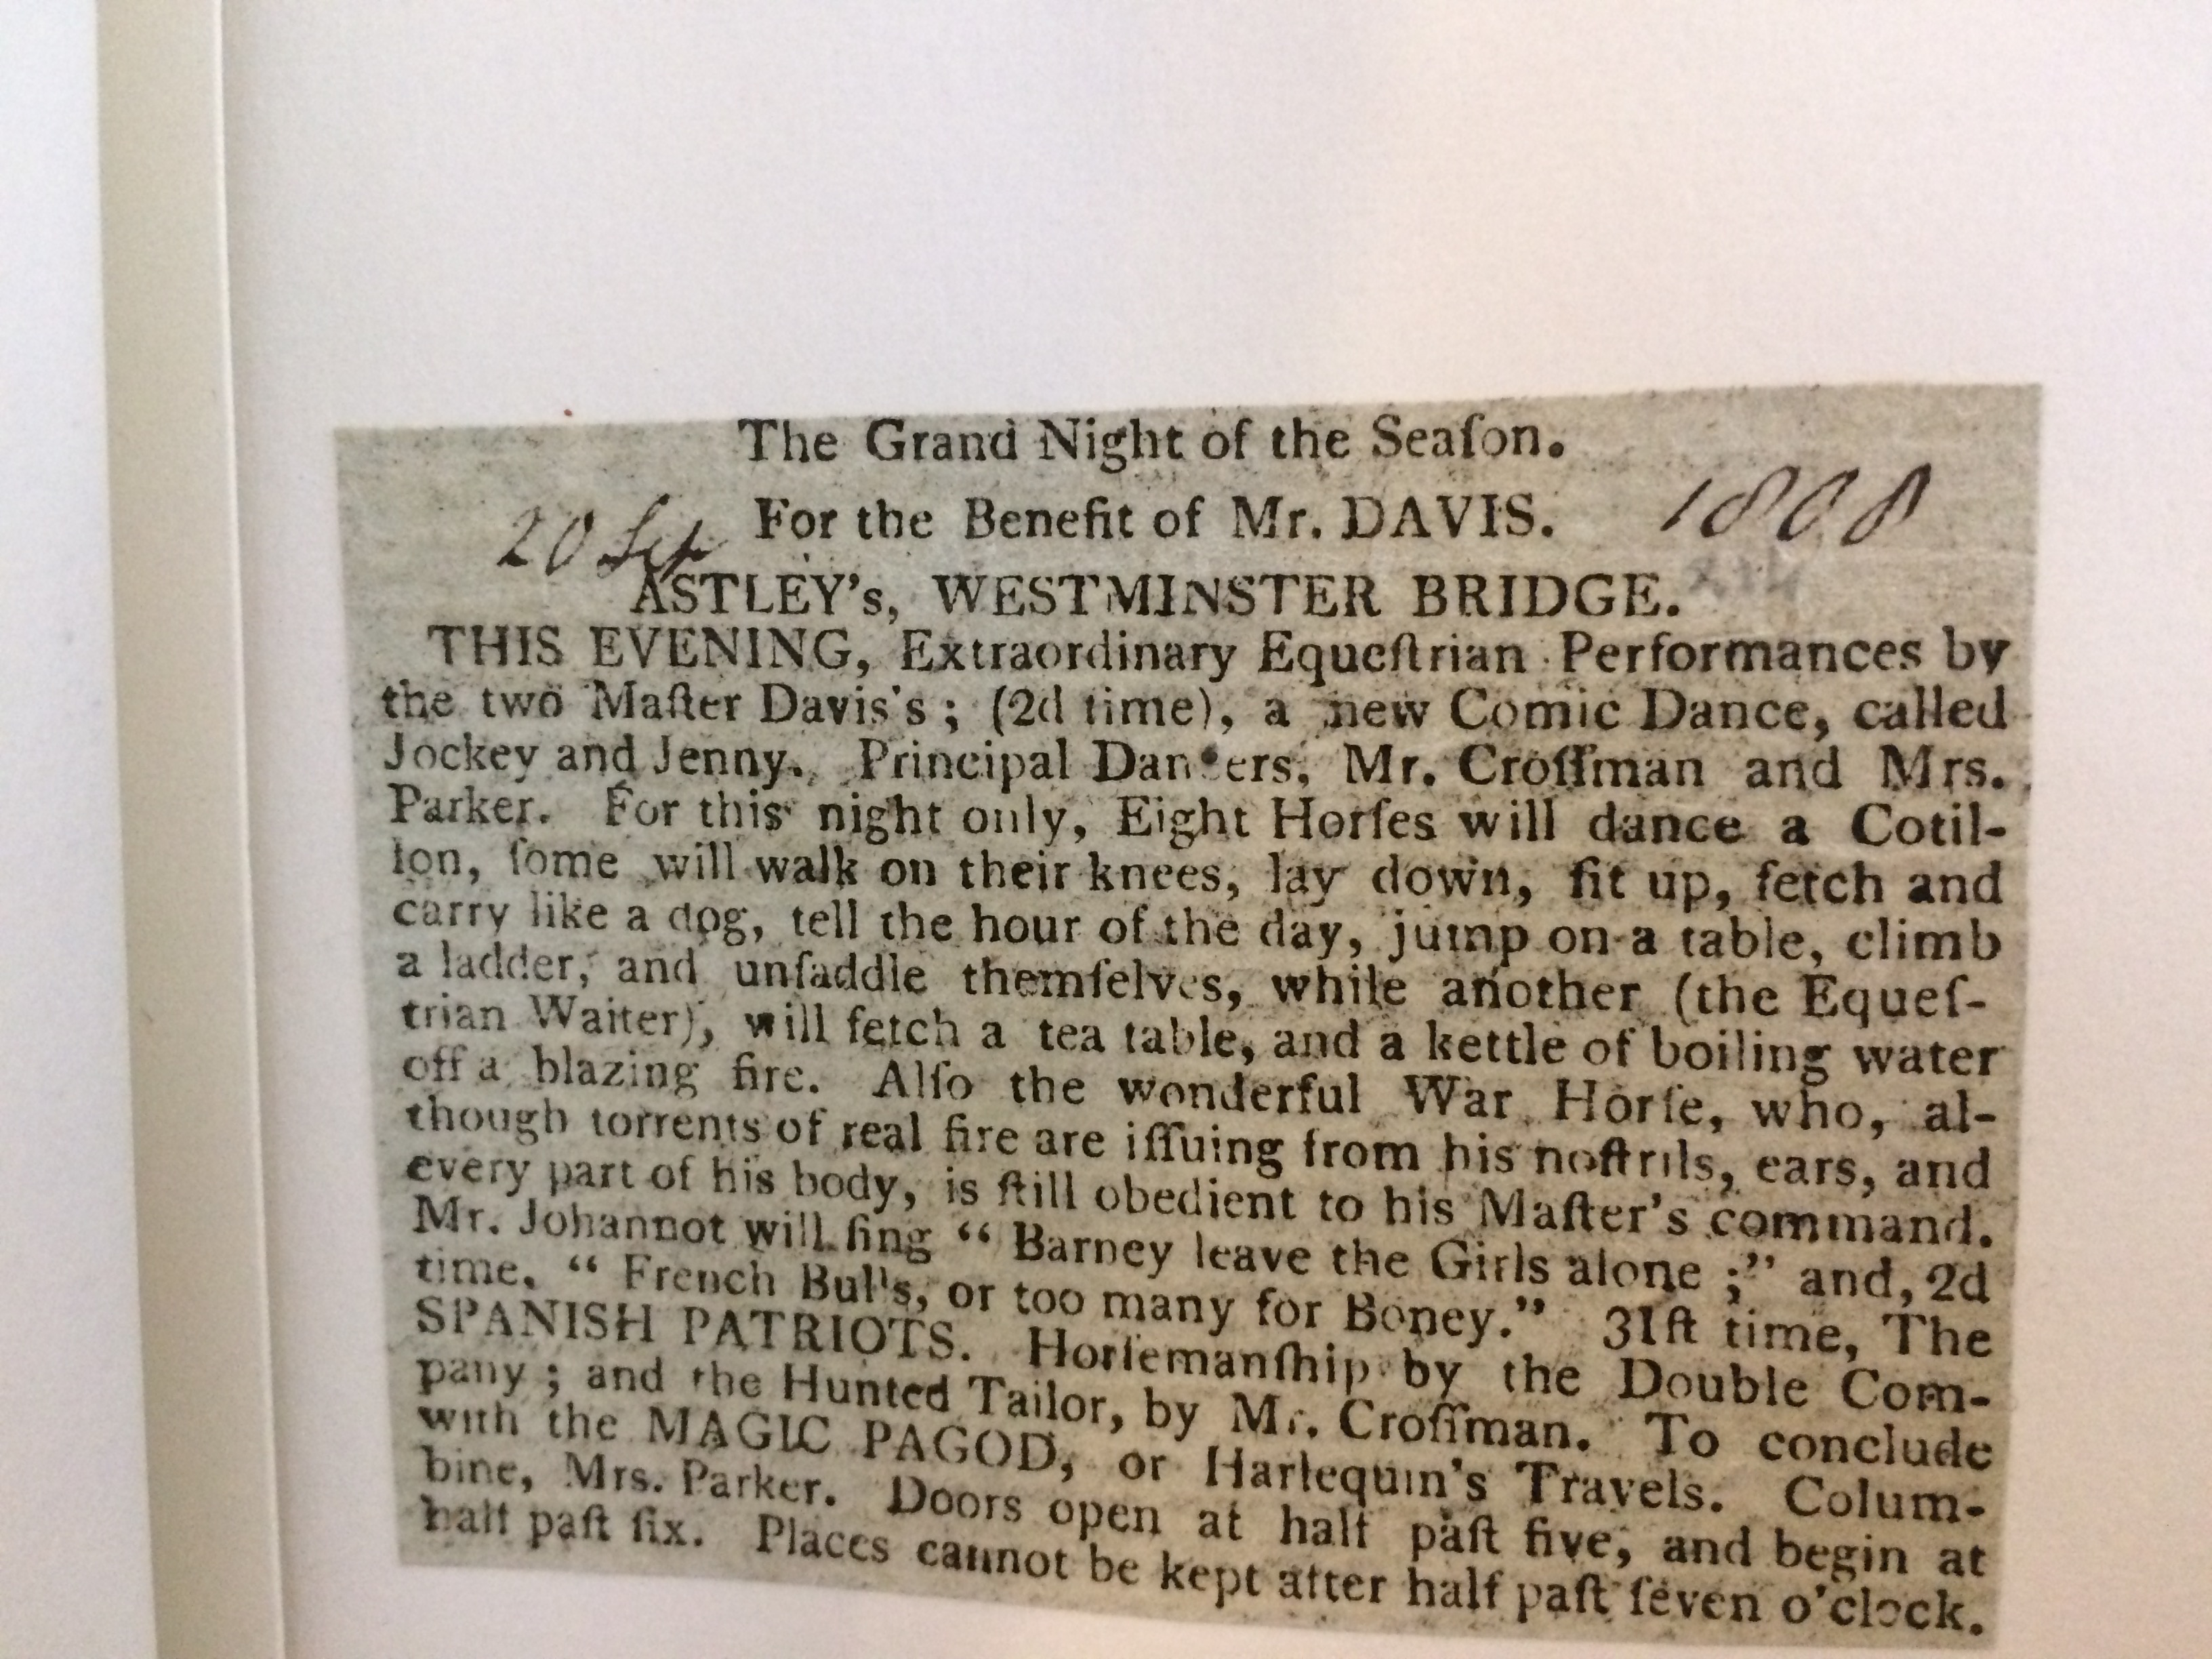 The Grand Night of the Seaſon.
20 Sep For the Benefit of Mr. DAVIS. 1808
ASTLEY's, WESTMINSTER BRIDGE.
THIS EVENING, Extraordinary Equeſtrian Performances by
the two Maſter Davis's; (2d time), a new Comic Dance, called
Jockey and Jenny. Principal Dancers, Mr. Croſſman and Mrs.
Parker. For this night only, Eight Horſes will dance a Cotil-
lon, ſome will walk on their knees, lay down, ſit up, fetch and
carry like a dog, tell the hour of the day, jump on a table, climb
a ladder, and unſaddle themſelves, while another (the Equeſ-
trian Waiter), will fetch a tea table, and a kettle of boiling water
off a blazing fire. Alſo the wonderful War Horſe, who, al-
though torrents of real fire are iſſuing from his noſtrils, ears, and
every part of his body, is ſtill obedient to his Maſter's command.
Mr. Johannot will ſing “ Barney leave the Girls alone ;” and, 2d
time, “ French Bulls, or too many for Boney.” 31ſt time, The
SPANISH PATRIOTS. Horſemanſhip by the Double Com-
pany ; and the Hunted Tailor, by Mr. Croſſman. To conclude
with the MAGIC PAGOD, or Harlequin's Travels. Colum-
bine, Mrs. Parker. Doors open at half paſt five, and begin at
half paſt ſix. Places cannot be kept after half paſt ſeven o'clock.